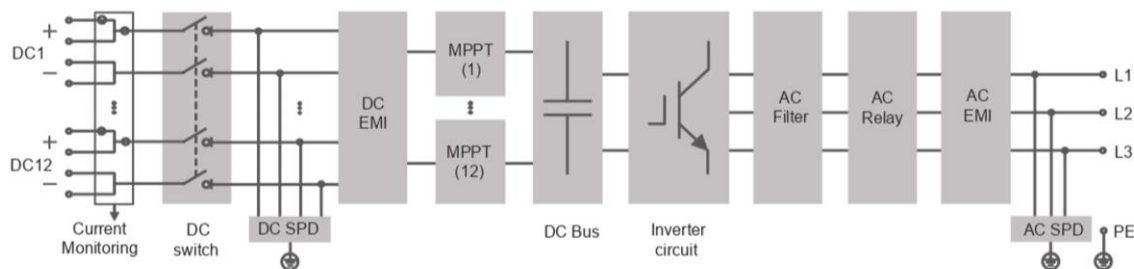 +
DC1
−
+
DC12
−
Current
Monitoring
DC
switch
DC SPD
DC
EMI
MPPT
(1)
MPPT
(12)
DC Bus
Inverter
circuit
AC
Filter
AC
Relay
AC
EMI
L1
L2
L3
AC SPD
PE